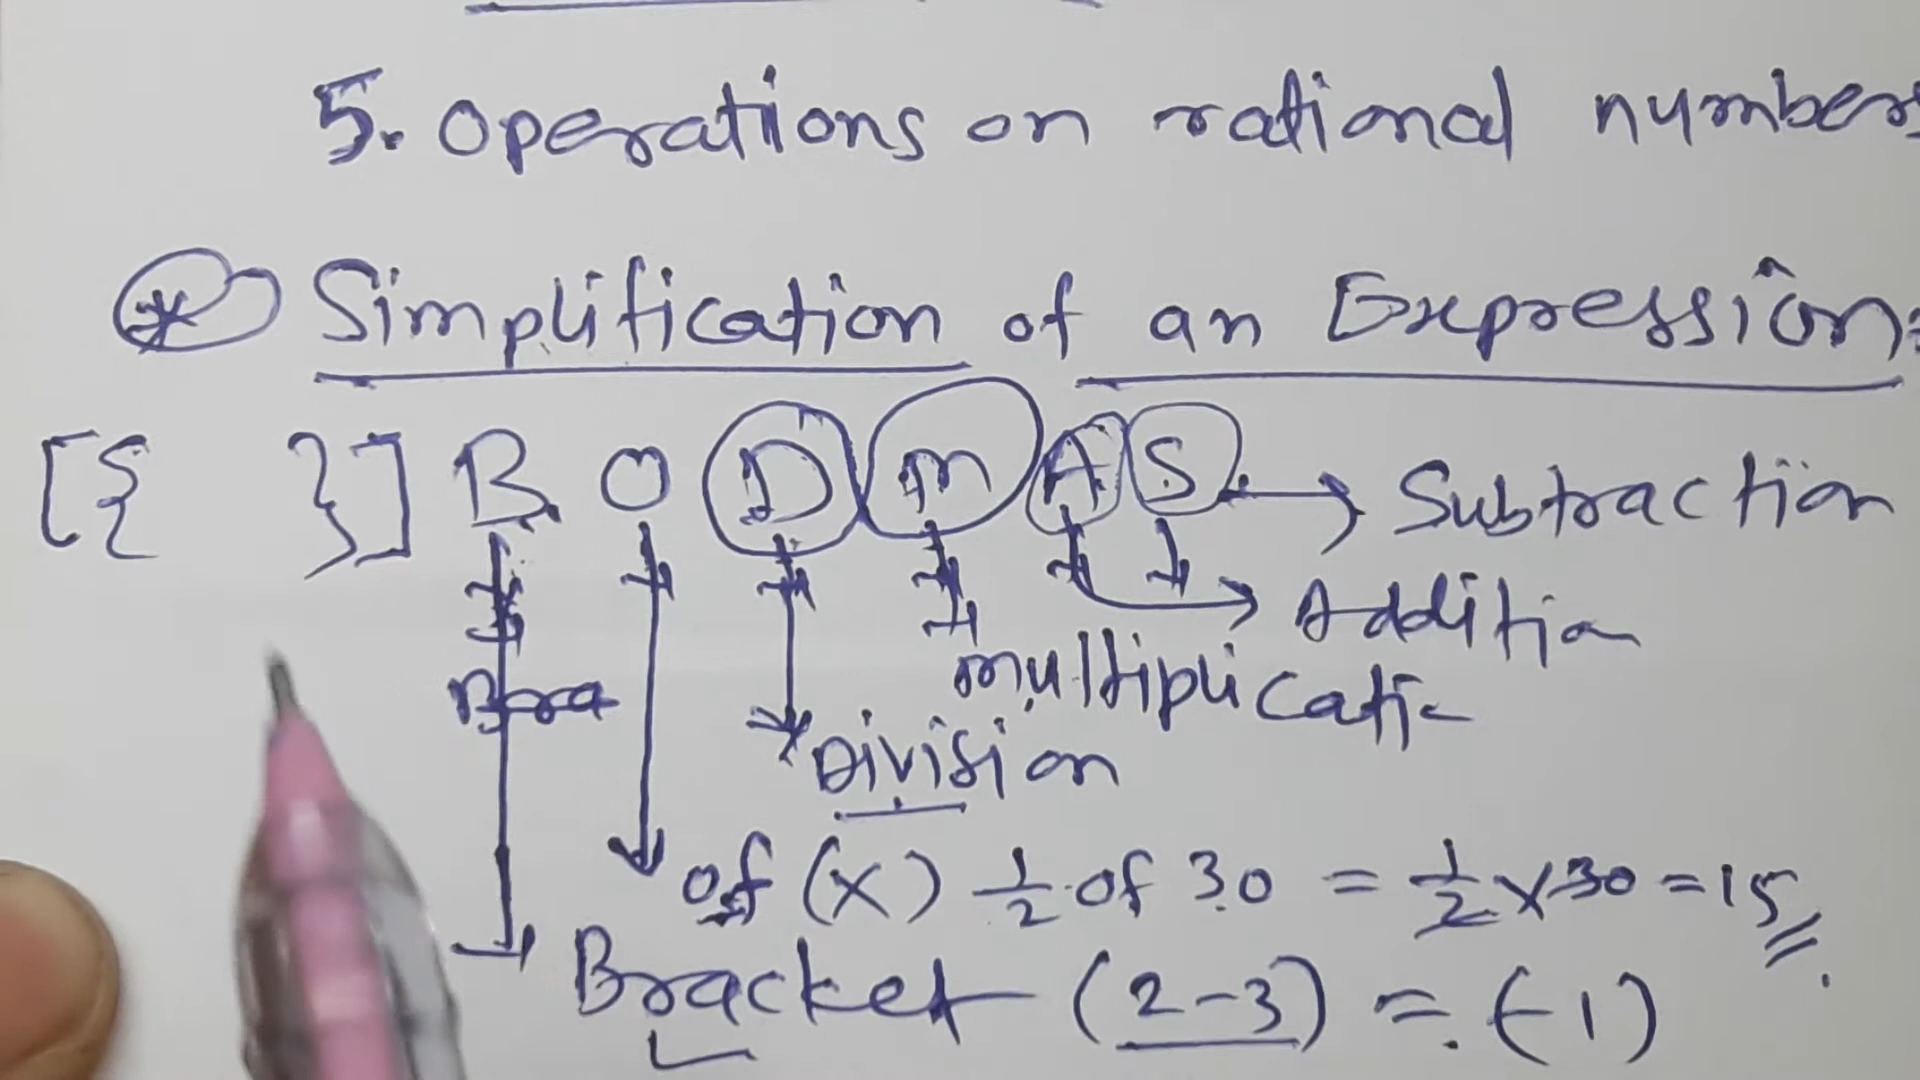 5. Operations on rational numbers
* Simplification of an Expression:
[{ }] B O D M A S → Subtraction
Addition
multiplicati
Bra
Division
of (×) 1/2 of 30 = 1/2 × 30 = 15
Bracket (2-3) = (-1)